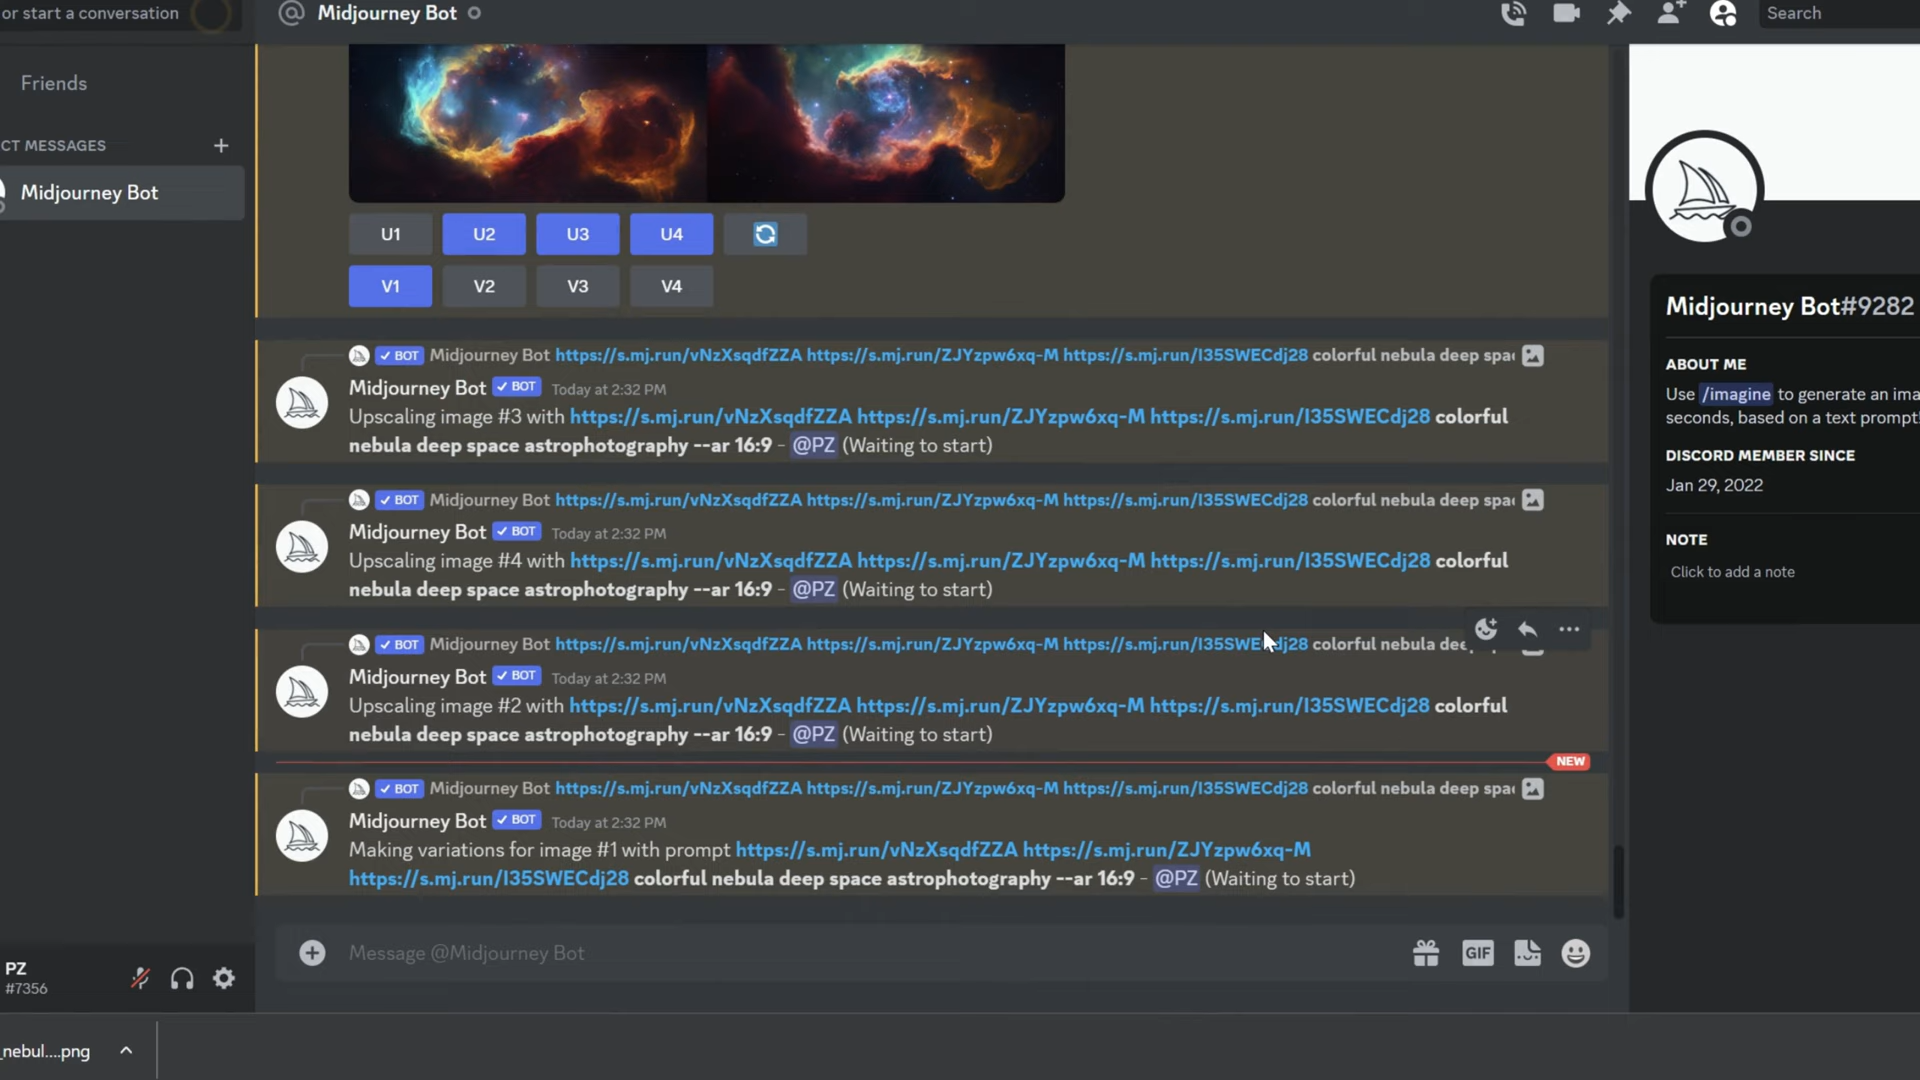 or start a conversation
Midjourney Bot
Search
Friends
CT MESSAGES
Midjourney Bot
U1 U2 U3 U4
V1 V2 V3 V4
BOT Midjourney Bot https://s.mj.run/vNzXsqdfZZA https://s.mj.run/ZJYzpw6xq-M https://s.mj.run/I35SWECdj28 colorful nebula deep spac
Midjourney Bot BOT Today at 2:32 PM
Upscaling image #3 with https://s.mj.run/vNzXsqdfZZA https://s.mj.run/ZJYzpw6xq-M https://s.mj.run/I35SWECdj28 colorful
nebula deep space astrophotography --ar 16:9 - @PZ (Waiting to start)
BOT Midjourney Bot https://s.mj.run/vNzXsqdfZZA https://s.mj.run/ZJYzpw6xq-M https://s.mj.run/I35SWECdj28 colorful nebula deep spac
Midjourney Bot BOT Today at 2:32 PM
Upscaling image #4 with https://s.mj.run/vNzXsqdfZZA https://s.mj.run/ZJYzpw6xq-M https://s.mj.run/I35SWECdj28 colorful
nebula deep space astrophotography --ar 16:9 - @PZ (Waiting to start)
BOT Midjourney Bot https://s.mj.run/vNzXsqdfZZA https://s.mj.run/ZJYzpw6xq-M https://s.mj.run/I35SWECdj28 colorful nebula
Midjourney Bot BOT Today at 2:32 PM
Upscaling image #2 with https://s.mj.run/vNzXsqdfZZA https://s.mj.run/ZJYzpw6xq-M https://s.mj.run/I35SWECdj28 colorful
nebula deep space astrophotography --ar 16:9 - @PZ (Waiting to start)
NEW
BOT Midjourney Bot https://s.mj.run/vNzXsqdfZZA https://s.mj.run/ZJYzpw6xq-M https://s.mj.run/I35SWECdj28 colorful nebula deep spac
Midjourney Bot BOT Today at 2:32 PM
Making variations for image #1 with prompt https://s.mj.run/vNzXsqdfZZA https://s.mj.run/ZJYzpw6xq-M
https://s.mj.run/I35SWECdj28 colorful nebula deep space astrophotography --ar 16:9 - @PZ (Waiting to start)
Message @Midjourney Bot
GIF
Midjourney Bot#9282
ABOUT ME
Use /imagine to generate an ima
seconds, based on a text prompt!
DISCORD MEMBER SINCE
Jan 29, 2022
NOTE
Click to add a note
PZ
#7356
_nebul....png